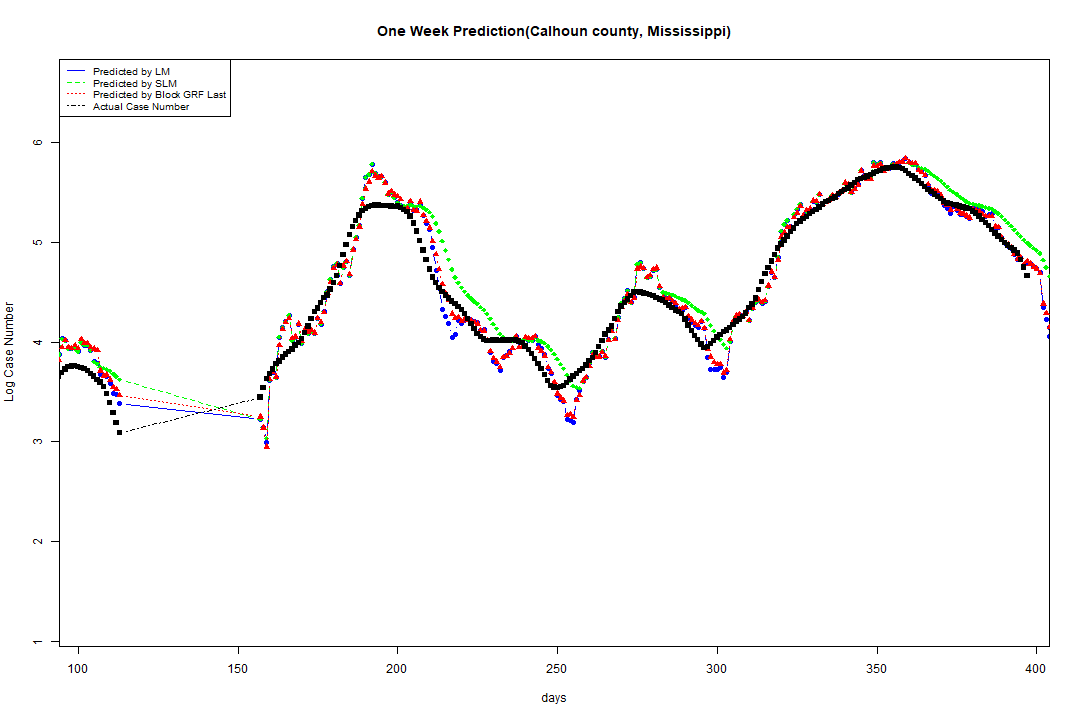 One Week Prediction(Calhoun county, Mississippi)
Predicted by LM
Predicted by SLM
Predicted by Block GRF Last
Actual Case Number
6
5
4
3
2
1
Log Case Number
100 150 200 250 300 350 400
days